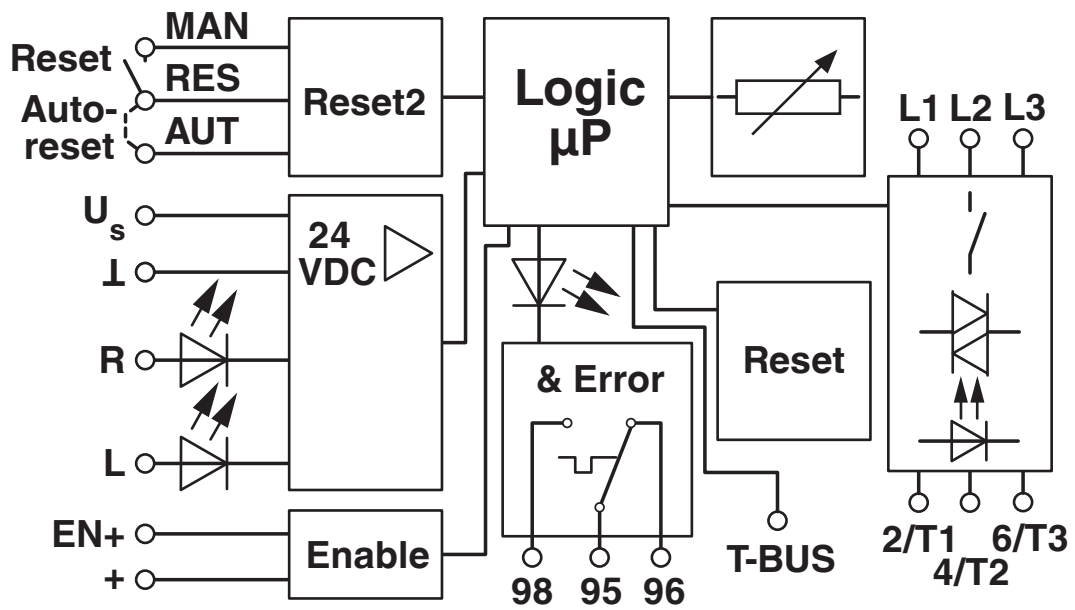 MAN
Reset
RES
Auto-
reset
AUT
Reset2
Logic
µP
L1 L2 L3
Us
⊥
24
VDC
R
L
& Error
Reset
EN+
+
Enable
98 95 96
T-BUS
2/T1 6/T3
4/T2